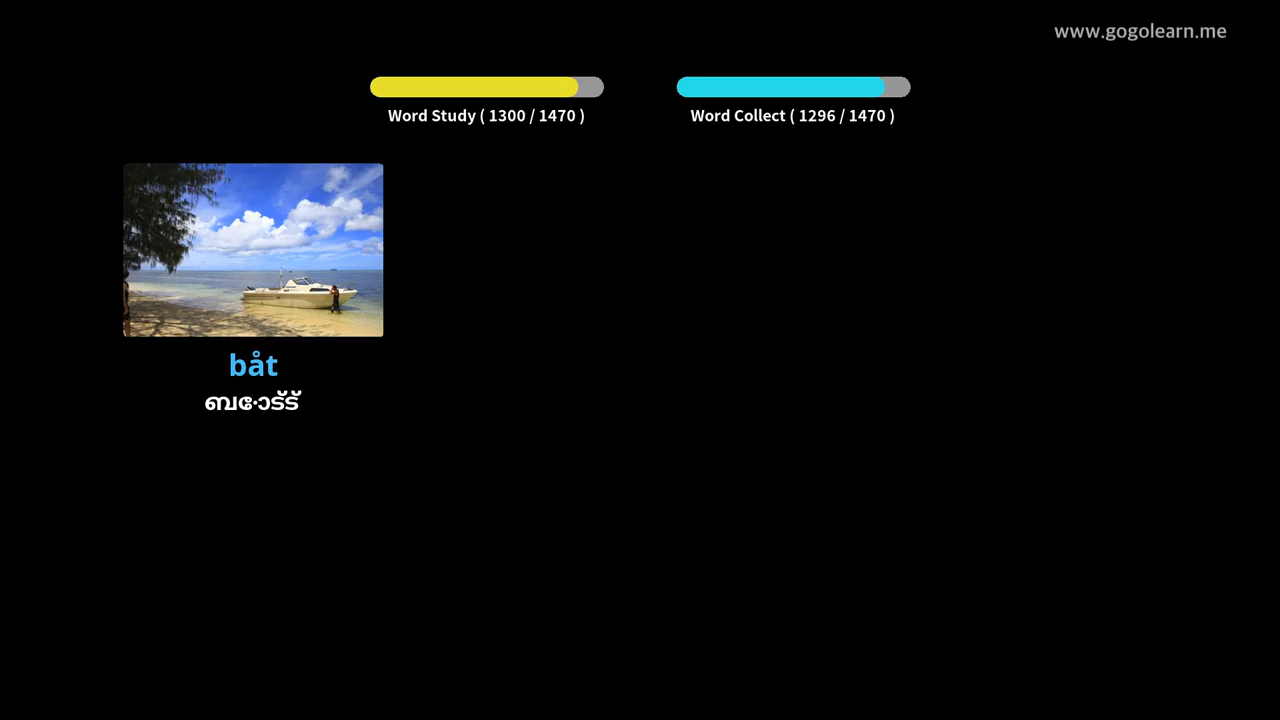 www.gogolearn.me
Word Study ( 1300 / 1470 )
Word Collect ( 1296 / 1470 )
båt
ബോട്ട്